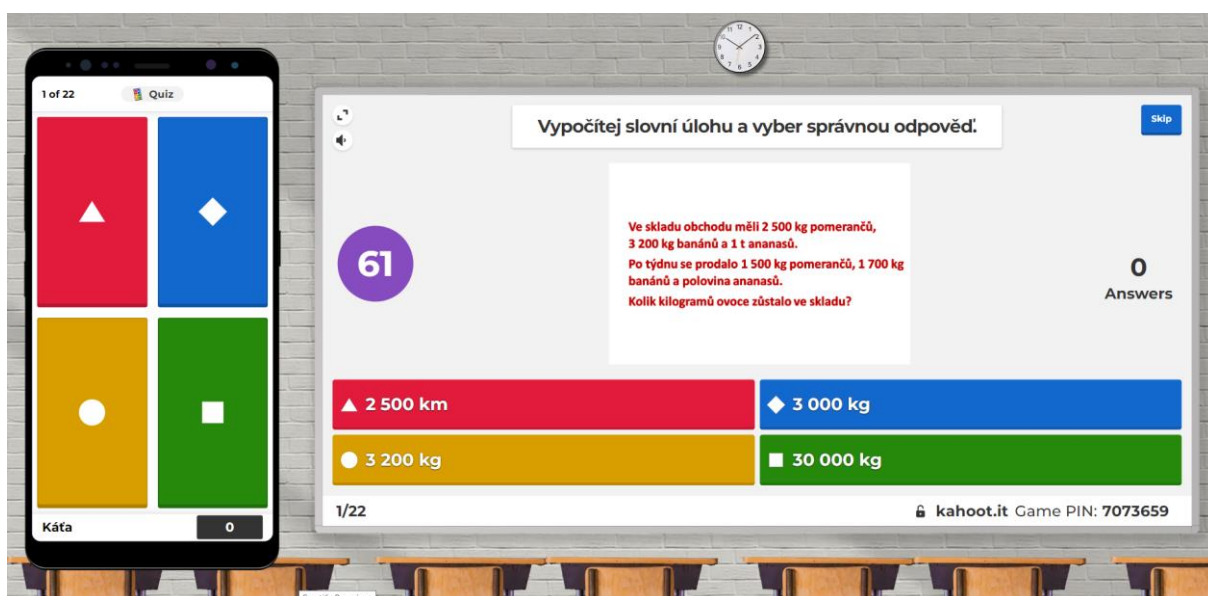 1 of 22
Quiz
Káťa
0
Vypočítej slovní úlohu a vyber správnou odpověď.
Skip
61
Ve skladu obchodu měli 2 500 kg pomerančů,
3 200 kg banánů a 1 t ananasů.
Po týdnu se prodalo 1 500 kg pomerančů, 1 700 kg
banánů a polovina ananasů.
Kolik kilogramů ovoce zůstalo ve skladu?
0
Answers
2 500 km
3 000 kg
3 200 kg
30 000 kg
1/22
kahoot.it Game PIN: 7073659